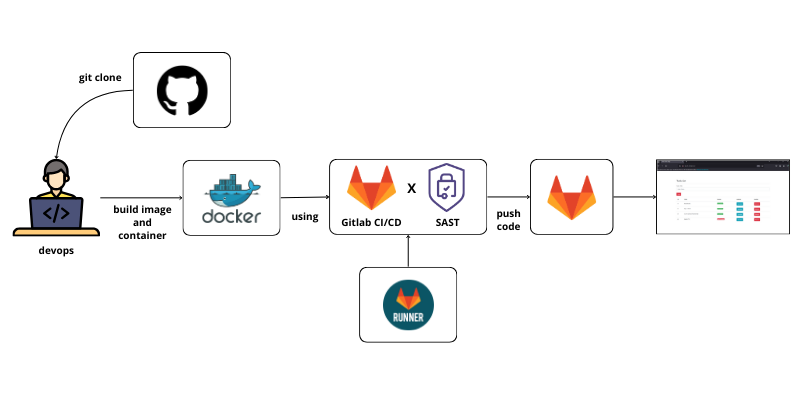 git clone
devops
build image
and
container
docker
using
X
Gitlab CI/CD
SAST
RUNNER
push
code